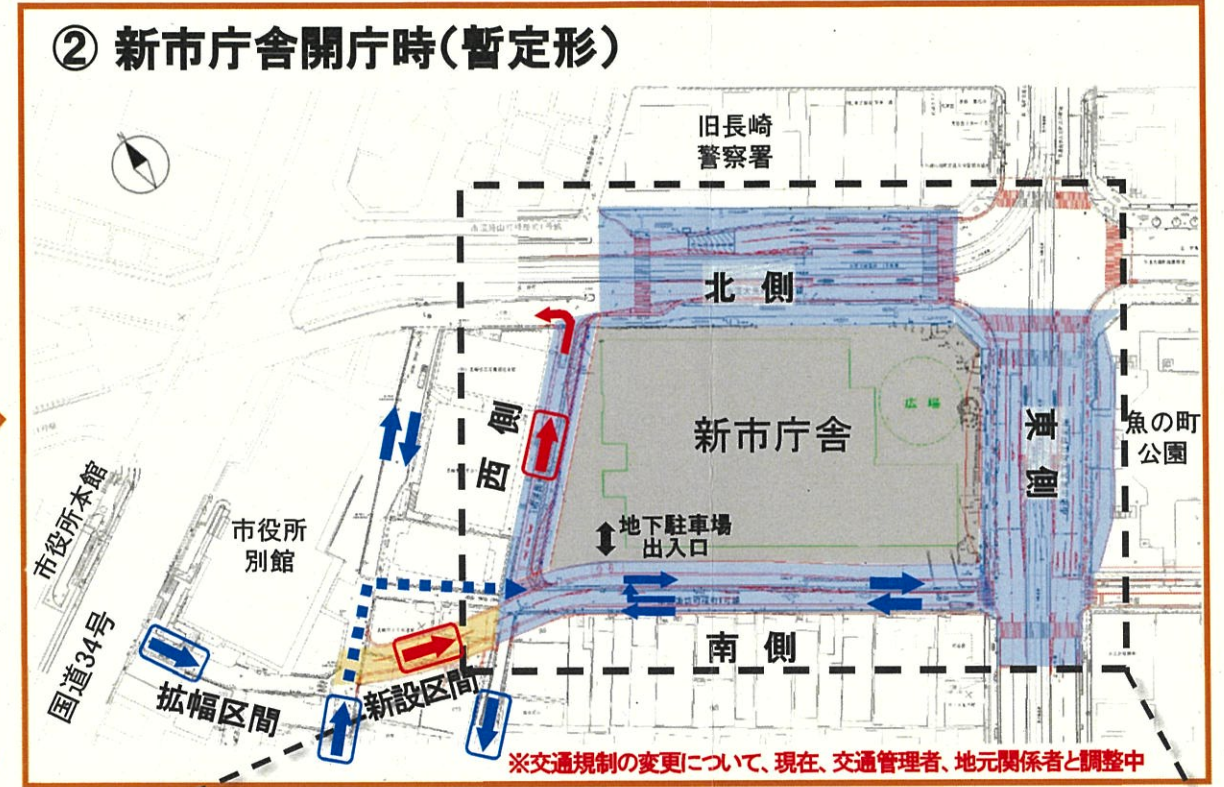 ② 新市庁舎開庁時(暫定形)
旧長崎
警察署
北 側
西 側
新市庁舎
広場
東 側
魚の町
公園
地下駐車場
出入口
市役所本館
市役所
別館
国道34号
拡幅区間
新設区間
南 側
※交通規制の変更について、現在、交通管理者、地元関係者と調整中